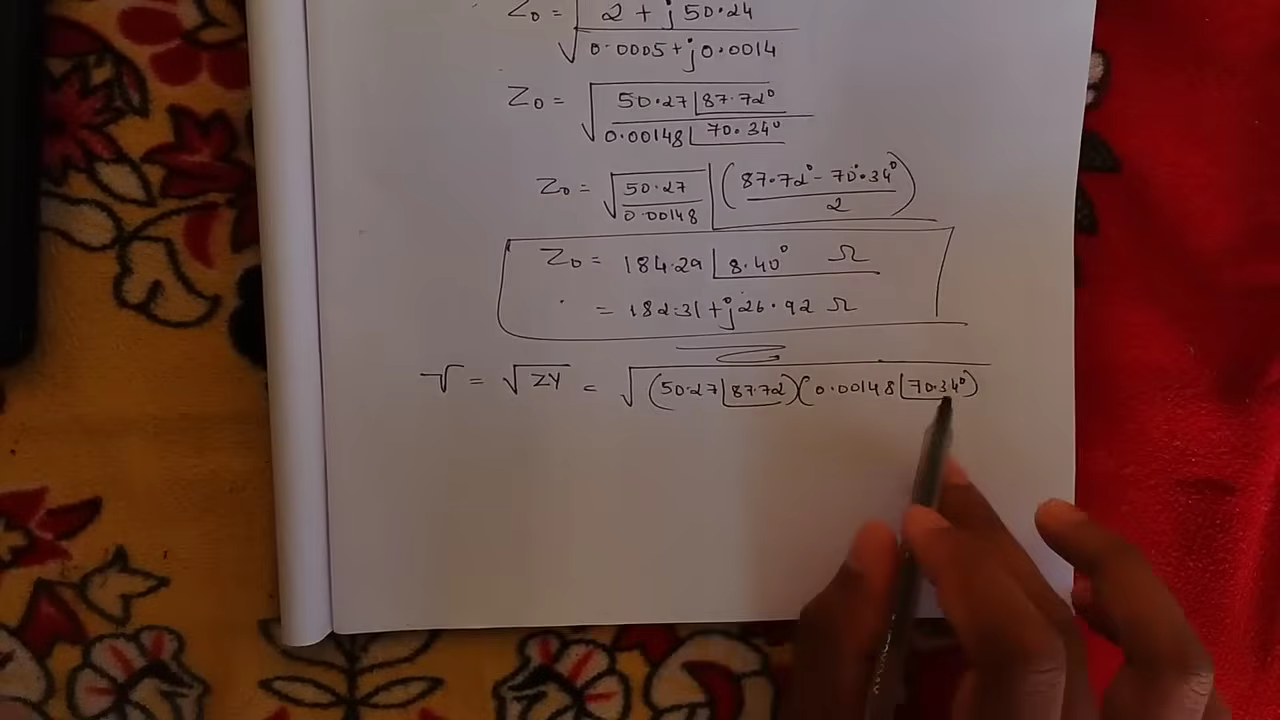 Z0 = √(2 + j50.24 / 0.0005 + j0.0014)
Z0 = √(50.27∠87.72° / 0.00148∠70.34°)
Z0 = √(50.27 / 0.00148) ∠((87.72° - 70.34°) / 2)
Z0 = 184.29∠8.40° Ω
= 182.31 + j26.92 Ω
γ = √ZY = √((50.27∠87.72)(0.00148∠70.34°))